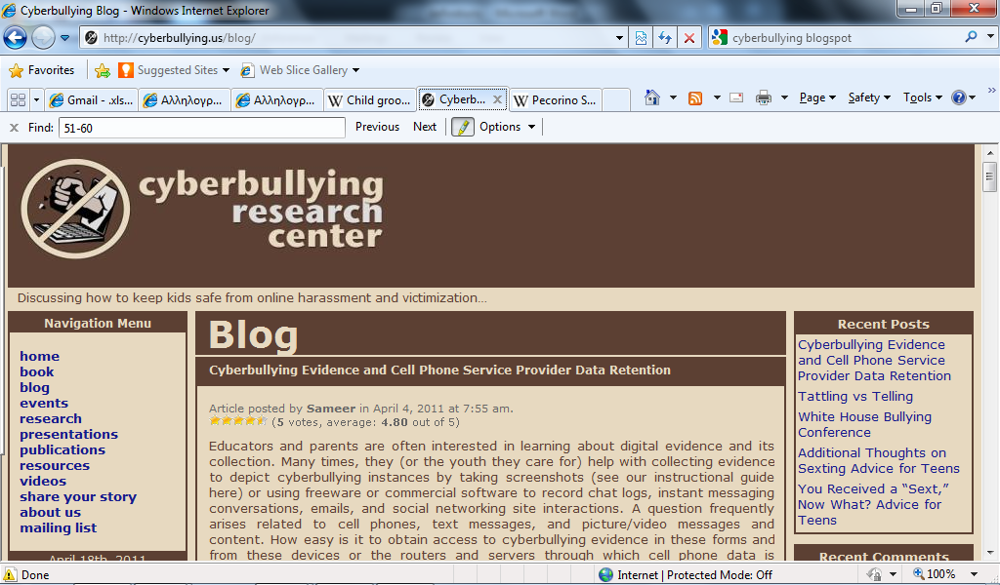 Cyberbullying Blog - Windows Internet Explorer
http://cyberbullying.us/blog/
cyberbullying blogspot
Favorites
Suggested Sites
Web Slice Gallery
Gmail - .xls...
Αλληλογρ...
Αλληλογρ...
Child groo...
Cyberb...
Pecorino S...
Page
Safety
Tools
Find: 51-60
Previous
Next
Options
cyberbullying
research
center
Discussing how to keep kids safe from online harassment and victimization...
Navigation Menu
home
book
blog
events
research
presentations
publications
resources
videos
share your story
about us
mailing list
April 18th, 2011
Blog
Cyberbullying Evidence and Cell Phone Service Provider Data Retention
Article posted by Sameer in April 4, 2011 at 7:55 am.
(5 votes, average: 4.80 out of 5)
Educators and parents are often interested in learning about digital evidence and its
collection. Many times, they (or the youth they care for) help with collecting evidence
to depict cyberbullying instances by taking screenshots (see our instructional guide
here) or using freeware or commercial software to record chat logs, instant messaging
conversations, emails, and social networking site interactions. A question frequently
arises related to cell phones, text messages, and picture/video messages and
content. How easy is it to obtain access to cyberbullying evidence in these forms and
from these devices or the routers and servers through which cell phone data is
Recent Posts
Cyberbullying Evidence
and Cell Phone Service
Provider Data Retention
Tattling vs Telling
White House Bullying
Conference
Additional Thoughts on
Sexting Advice for Teens
You Received a “Sext,”
Now What? Advice for
Teens
Recent Comments
Done
Internet | Protected Mode: Off
100%